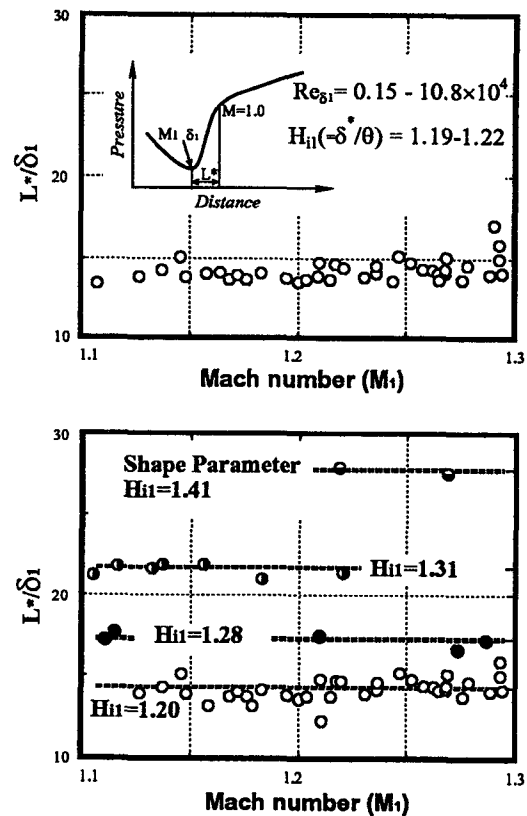 30
Pressure
M1 δ1
M=1.0
L*
Distance
Reδ1= 0.15 - 10.8×10⁴
Hi1(=δ*/θ) = 1.19-1.22
L*/δ1
20
10
1.1
1.2
1.3
Mach number (M1)
30
Shape Parameter
Hi1=1.41
Hi1=1.31
L*/δ1
20
Hi1=1.28
Hi1=1.20
10
1.1
1.2
1.3
Mach number (M1)